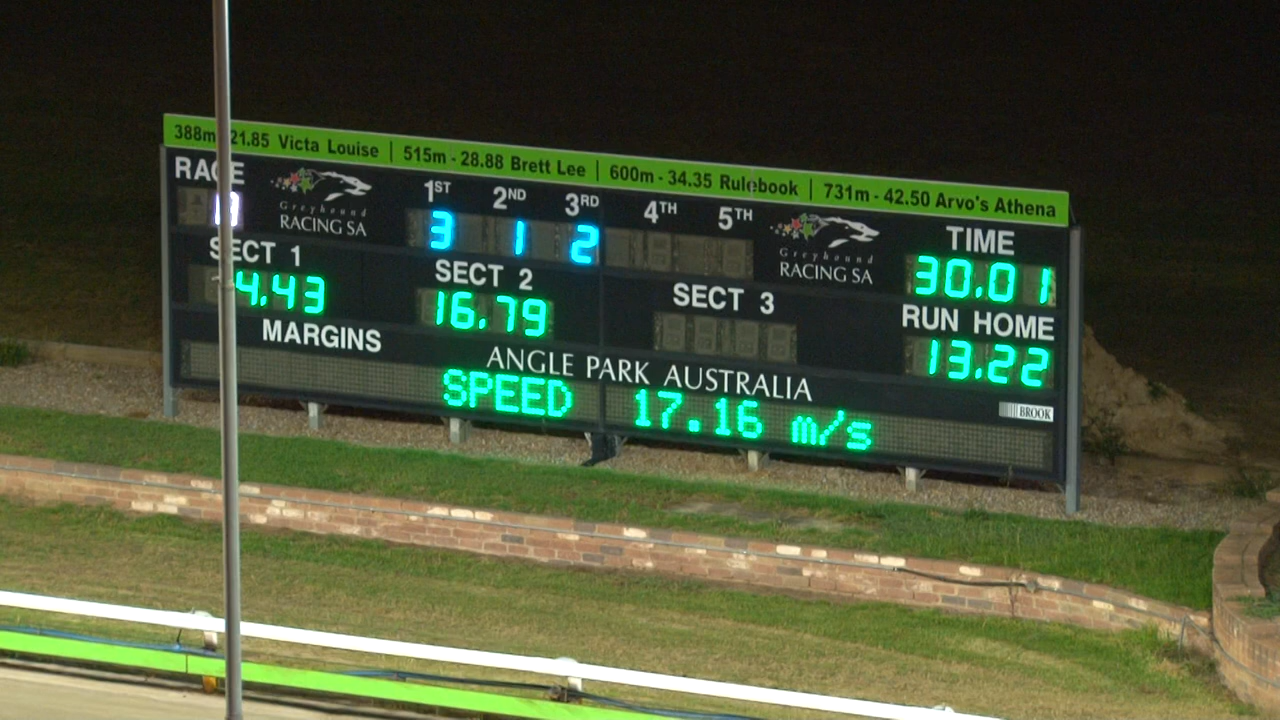 388m 21.85 Victa Louise | 515m - 28.88 Brett Lee | 600m - 34.35 Rulebook | 731m - 42.50 Arvo's Athena
RACE
Greyhound
RACING SA
1ST 2ND 3RD 4TH 5TH
3 1 2
Greyhound
RACING SA
TIME
30.01
SECT 1
4.43
SECT 2
16.79
SECT 3
RUN HOME
13.22
MARGINS
ANGLE PARK AUSTRALIA
SPEED 17.16 m/s
BROOK